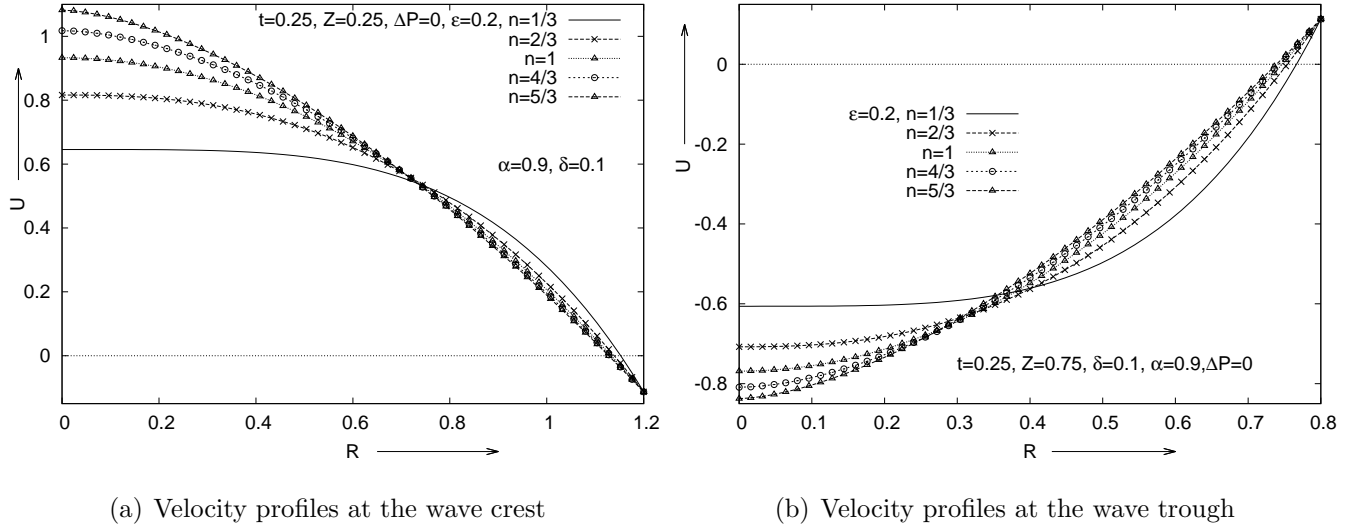 t=0.25, Z=0.25, ΔP=0, ε=0.2, n=1/3
n=2/3
n=1
n=4/3
n=5/3
α=0.9, δ=0.1
1
0.8
0.6
0.4
0.2
0
U
0 0.2 0.4 0.6 0.8 1 1.2
R
(a) Velocity profiles at the wave crest
ε=0.2, n=1/3
n=2/3
n=1
n=4/3
n=5/3
t=0.25, Z=0.75, δ=0.1, α=0.9,ΔP=0
0
-0.2
-0.4
-0.6
-0.8
U
0 0.1 0.2 0.3 0.4 0.5 0.6 0.7 0.8
R
(b) Velocity profiles at the wave trough